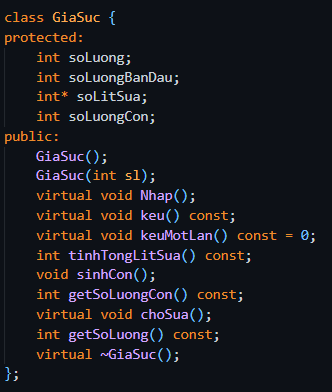 class GiaSuc {
protected:
    int soLuong;
    int soLuongBanDau;
    int* soLitSua;
    int soLuongCon;
public:
    GiaSuc();
    GiaSuc(int sl);
    virtual void Nhap();
    virtual void keu() const;
    virtual void keuMotLan() const = 0;
    int tinhTongLitSua() const;
    void sinhCon();
    int getSoLuongCon() const;
    virtual void choSua();
    int getSoLuong() const;
    virtual ~GiaSuc();
};